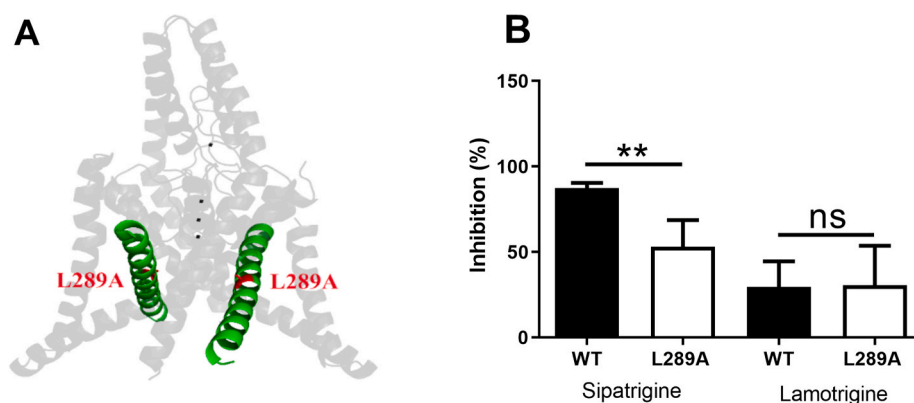 A
L289A
L289A
B
Inhibition (%)
150
100
50
0
**
ns
WT
L289A
WT
L289A
Sipatrigine
Lamotrigine